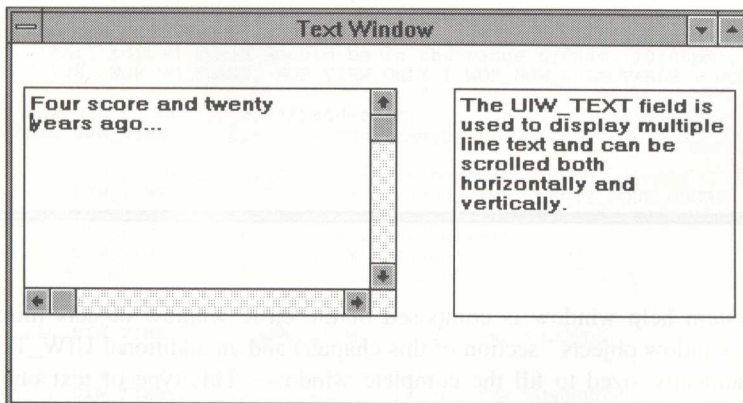 Text Window
Four score and twenty
year ago...
The UIW_TEXT field is
used to display multiple
line text and can be
scrolled both
horizontally and
vertically.